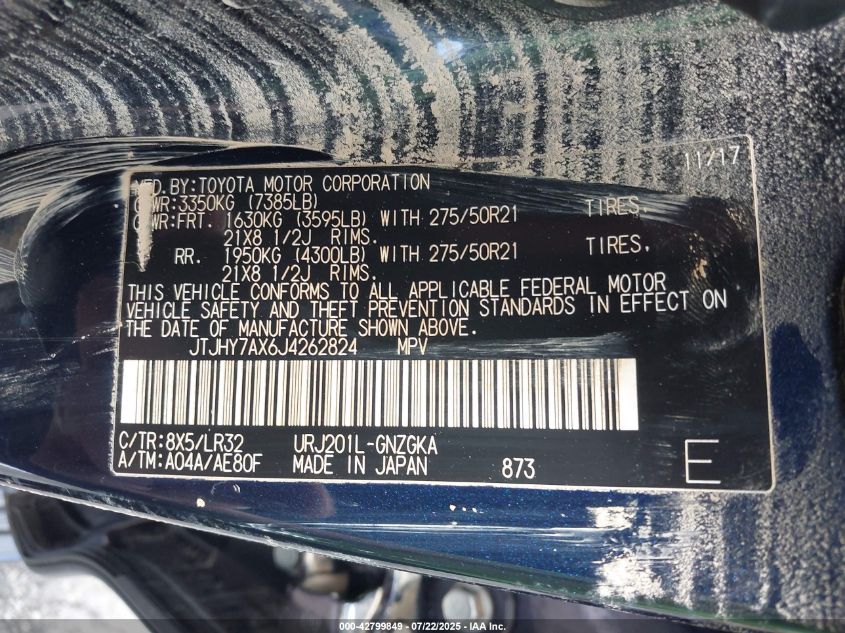 11/17
MFD. BY:TOYOTA MOTOR CORPORATION
GVWR:3350KG (7385LB)
GAWR:FRT. 1630KG (3595LB) WITH 275/50R21 TIRES,
21X8 1/2J RIMS.
RR. 1950KG (4300LB) WITH 275/50R21 TIRES,
21X8 1/2J RIMS.
THIS VEHICLE CONFORMS TO ALL APPLICABLE FEDERAL MOTOR
VEHICLE SAFETY AND THEFT PREVENTION STANDARDS IN EFFECT ON
THE DATE OF MANUFACTURE SHOWN ABOVE.
JTJHY7AX6J4262824 MPV
C/TR:8X5/LR32 URJ201L-GNZGKA
A/TM:A04A/AE80F MADE IN JAPAN 873 E
000-42799849 - 07/22/2025 - IAA Inc.